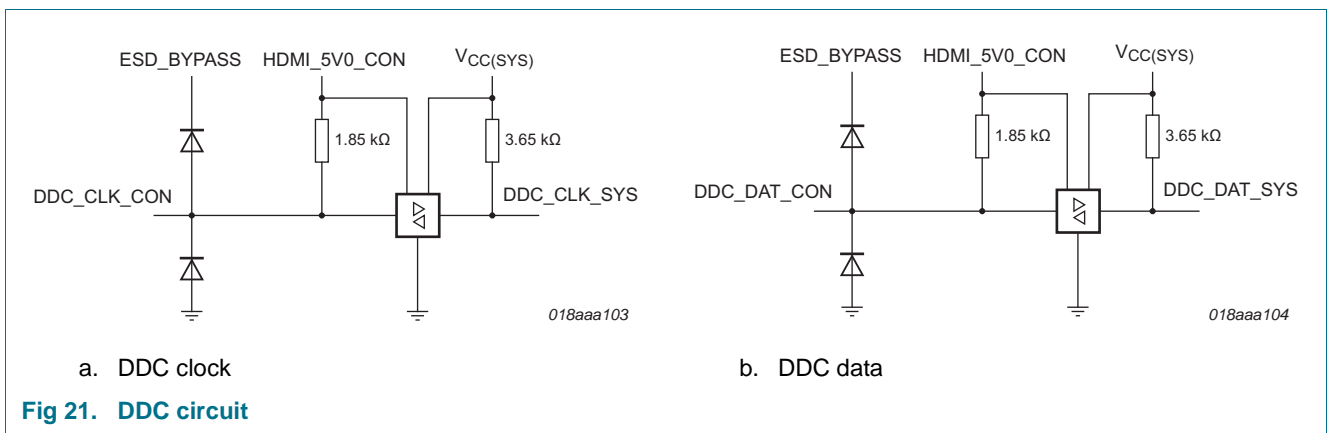 ESD_BYPASS HDMI_5V0_CON VCC(SYS)
1.85 kΩ 3.65 kΩ
DDC_CLK_CON DDC_CLK_SYS
018aaa103
a. DDC clock
ESD_BYPASS HDMI_5V0_CON VCC(SYS)
1.85 kΩ 3.65 kΩ
DDC_DAT_CON DDC_DAT_SYS
018aaa104
b. DDC data
Fig 21. DDC circuit